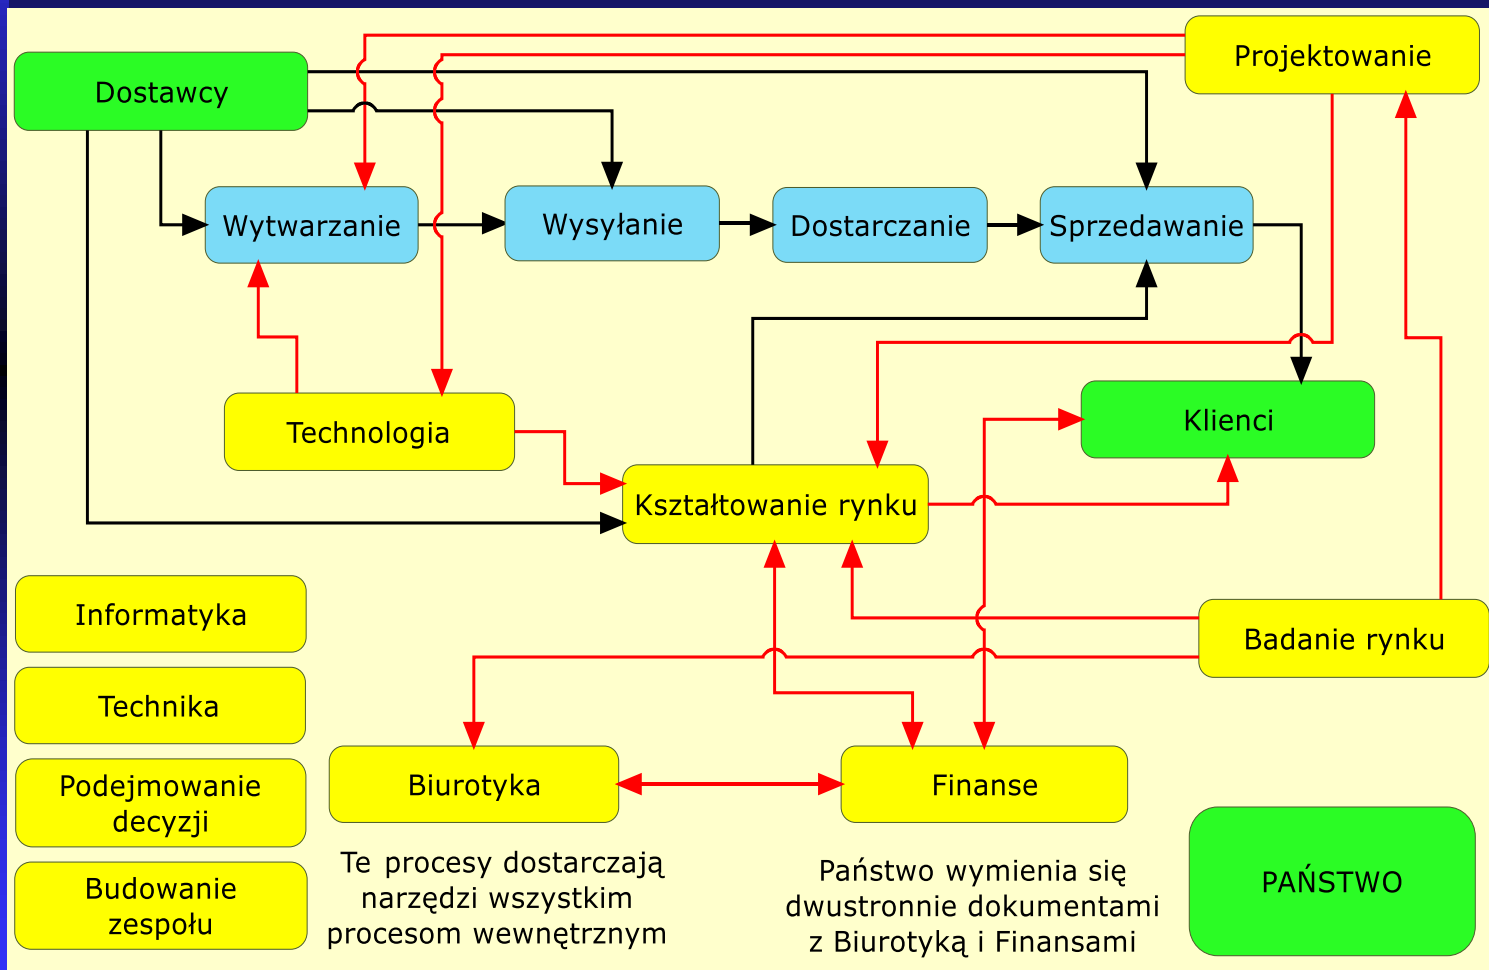 Projektowanie
Dostawcy
Wytwarzanie
Wysyłanie
Dostarczanie
Sprzedawanie
Technologia
Klienci
Kształtowanie rynku
Informatyka
Badanie rynku
Technika
Podejmowanie
decyzji
Biurotyka
Finanse
Budowanie
zespołu
Te procesy dostarczają
narzędzi wszystkim
procesom wewnętrznym
Państwo wymienia się
dwustronnie dokumentami
z Biurotyką i Finansami
PAŃSTWO